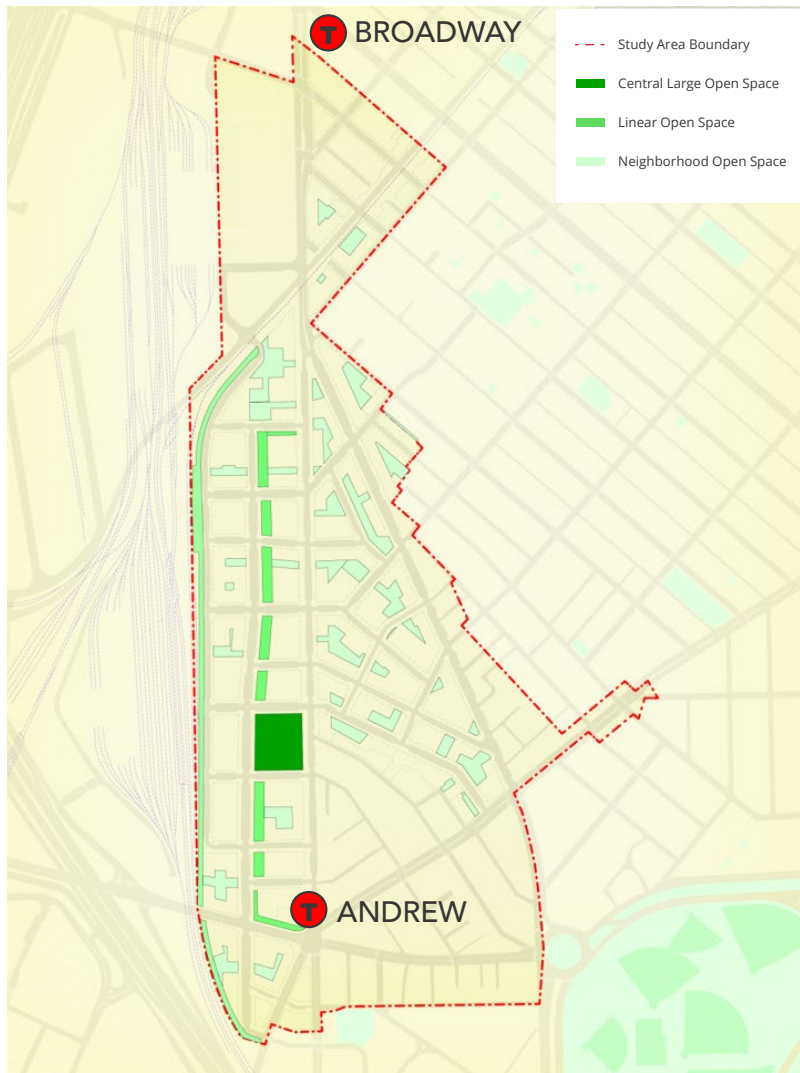 T BROADWAY
Study Area Boundary
Central Large Open Space
Linear Open Space
Neighborhood Open Space
T ANDREW